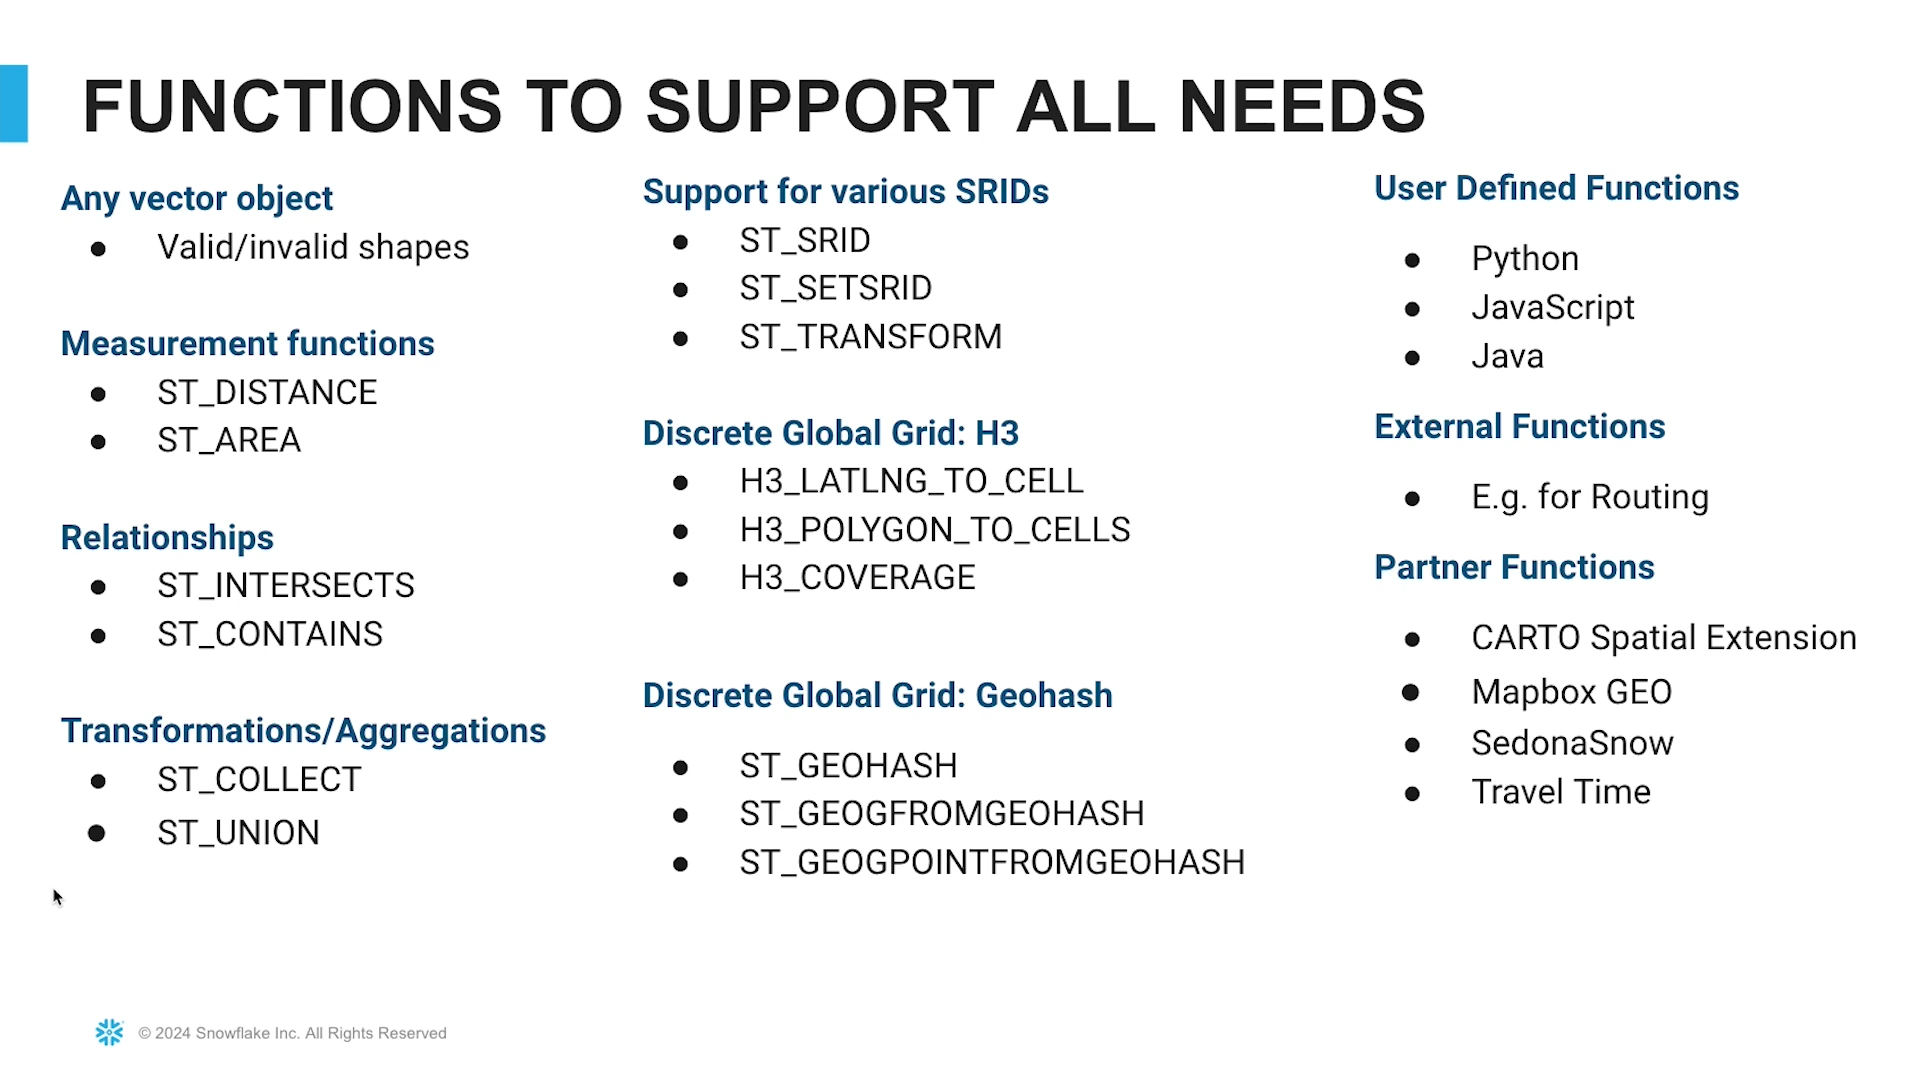 FUNCTIONS TO SUPPORT ALL NEEDS
Any vector object
● Valid/invalid shapes
Measurement functions
● ST_DISTANCE
● ST_AREA
Relationships
● ST_INTERSECTS
● ST_CONTAINS
Transformations/Aggregations
● ST_COLLECT
● ST_UNION
Support for various SRIDs
● ST_SRID
● ST_SETSRID
● ST_TRANSFORM
Discrete Global Grid: H3
● H3_LATLNG_TO_CELL
● H3_POLYGON_TO_CELLS
● H3_COVERAGE
Discrete Global Grid: Geohash
● ST_GEOHASH
● ST_GEOGFROMGEOHASH
● ST_GEOGPOINTFROMGEOHASH
User Defined Functions
● Python
● JavaScript
● Java
External Functions
● E.g. for Routing
Partner Functions
● CARTO Spatial Extension
● Mapbox GEO
● SedonaSnow
● Travel Time
© 2024 Snowflake Inc. All Rights Reserved